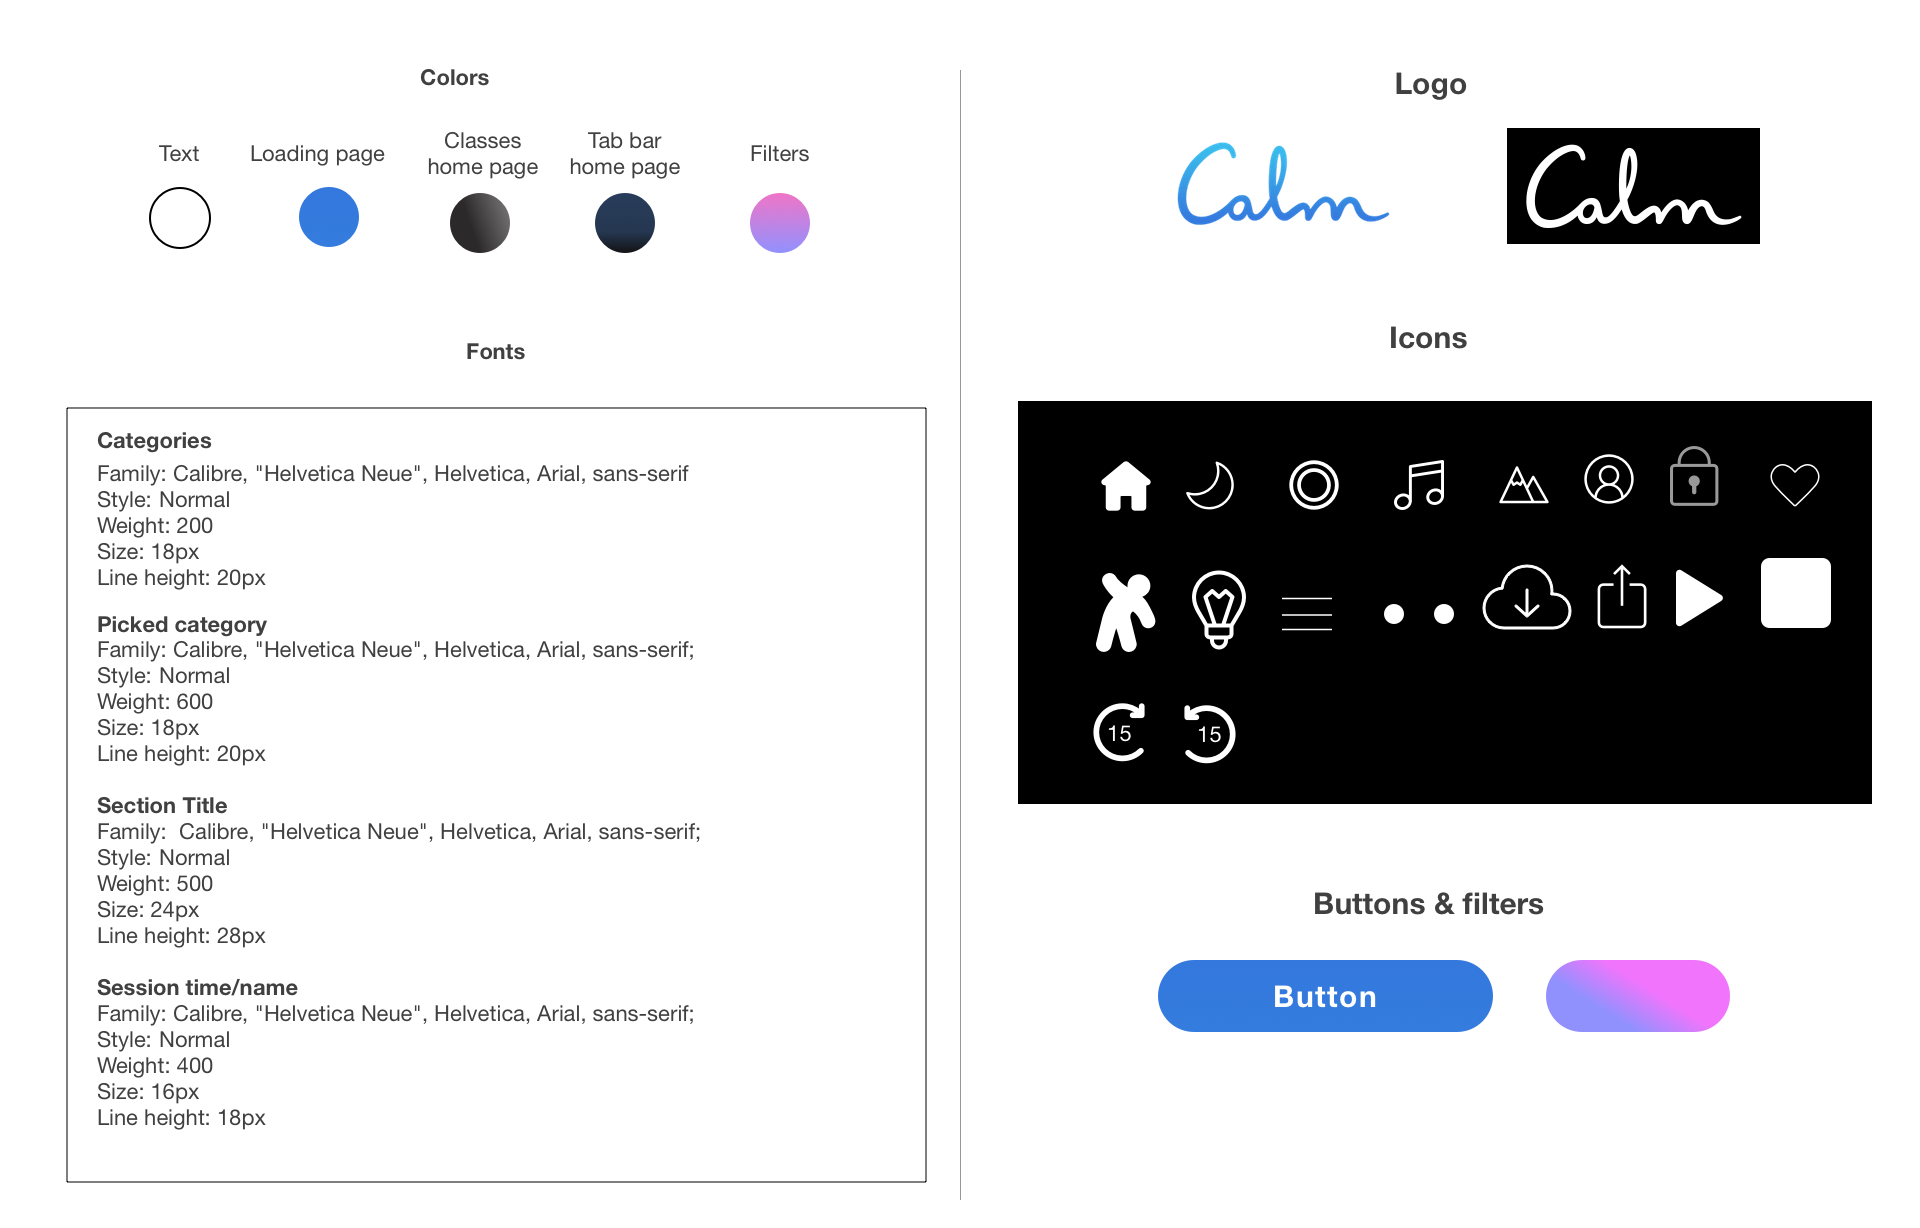 Colors
Text
Loading page
Classes
home page
Tab bar
home page
Filters
Fonts
Categories
Family: Calibre, "Helvetica Neue", Helvetica, Arial, sans-serif
Style: Normal
Weight: 200
Size: 18px
Line height: 20px
Picked category
Family: Calibre, "Helvetica Neue", Helvetica, Arial, sans-serif;
Style: Normal
Weight: 600
Size: 18px
Line height: 20px
Section Title
Family:  Calibre, "Helvetica Neue", Helvetica, Arial, sans-serif;
Style: Normal
Weight: 500
Size: 24px
Line height: 28px
Session time/name
Family: Calibre, "Helvetica Neue", Helvetica, Arial, sans-serif;
Style: Normal
Weight: 400
Size: 16px
Line height: 18px
Logo
Calm
Calm
Icons
15
15
Buttons & filters
Button